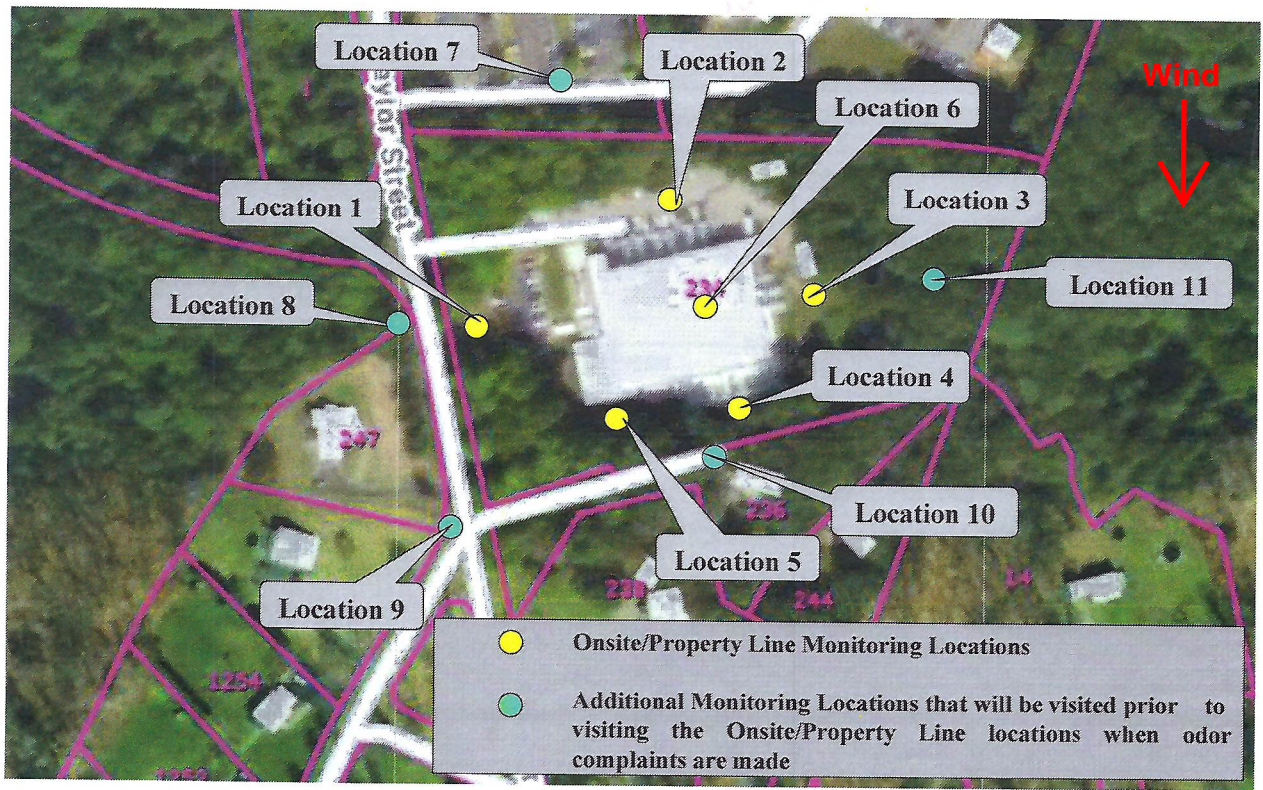 Location 7
Location 2
Wind
Location 6
aylor Street
Location 1
Location 3
Location 11
234
Location 8
Location 4
247
Location 10
236
Location 5
Location 9
244
14
Onsite/Property Line Monitoring Locations
1254
Additional Monitoring Locations that will be visited prior to
visiting the Onsite/Property Line locations when odor
complaints are made